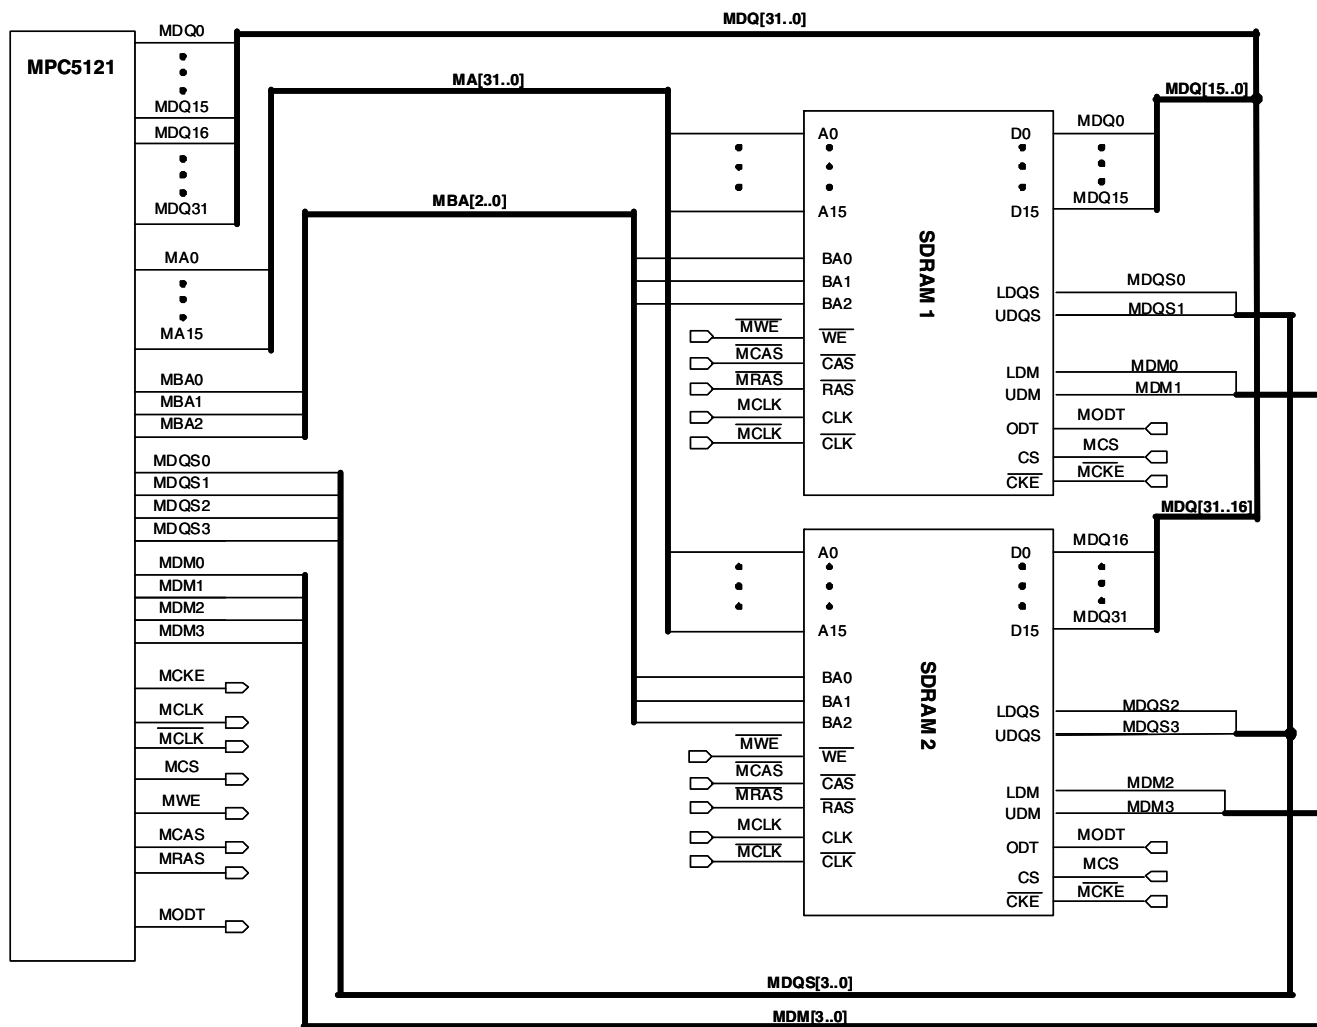 MDQ[31..0]
MPC5121
MDQ0
MDQ15
MDQ16
MDQ31
MA0
MA15
MBA0
MBA1
MBA2
MDQS0
MDQS1
MDQS2
MDQS3
MDM0
MDM1
MDM2
MDM3
MCKE
MCLK
MCLK
MCS
MWE
MCAS
MRAS
MODT
MA[31..0]
MBA[2..0]
MDQ[15..0]
A0
A15
BA0
BA1
BA2
MWE
WE
MCAS
CAS
MRAS
RAS
MCLK
CLK
MCLK
CLK
SDRAM 1
D0
MDQ0
D15
MDQ15
LDQS
MDQS0
UDQS
MDQS1
LDM
MDM0
UDM
MDM1
ODT
MODT
CS
MCS
CKE
MCKE
MDQ[31..16]
A0
A15
BA0
BA1
BA2
MWE
WE
MCAS
CAS
MRAS
RAS
MCLK
CLK
MCLK
CLK
SDRAM 2
D0
MDQ16
D15
MDQ31
LDQS
MDQS2
UDQS
MDQS3
LDM
MDM2
UDM
MDM3
ODT
MODT
CS
MCS
CKE
MCKE
MDQS[3..0]
MDM[3..0]